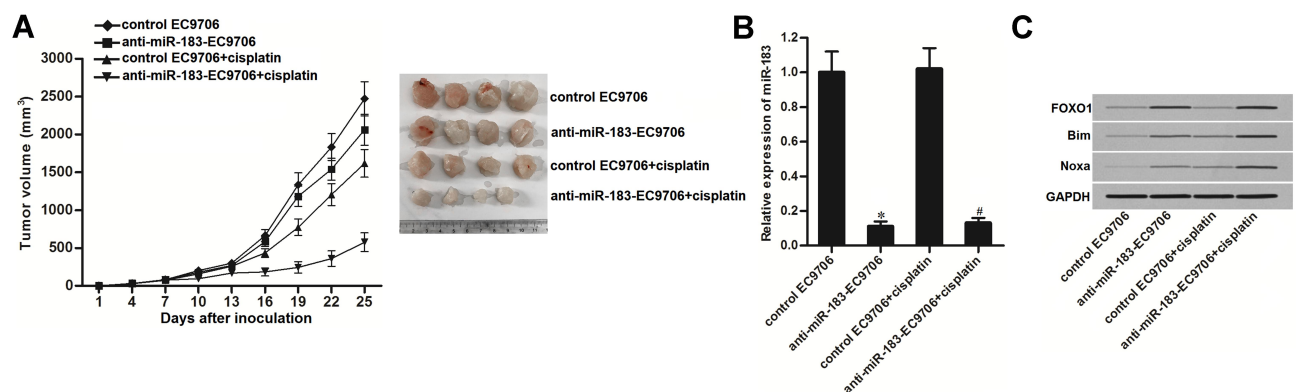 A
control EC9706
anti-miR-183-EC9706
control EC9706+cisplatin
anti-miR-183-EC9706+cisplatin
Tumor volume (mm³)
3000
2500
2000
1500
1000
500
0
1 4 7 10 13 16 19 22 25
Days after inoculation
control EC9706
anti-miR-183-EC9706
control EC9706+cisplatin
anti-miR-183-EC9706+cisplatin
B
Relative expression of miR-183
1.2
1.0
0.8
0.6
0.4
0.2
0.0
*
#
control EC9706
anti-miR-183-EC9706
control EC9706+cisplatin
anti-miR-183-EC9706+cisplatin
C
FOXO1
Bim
Noxa
GAPDH
control EC9706
anti-miR-183-EC9706
control EC9706+cisplatin
anti-miR-183-EC9706+cisplatin